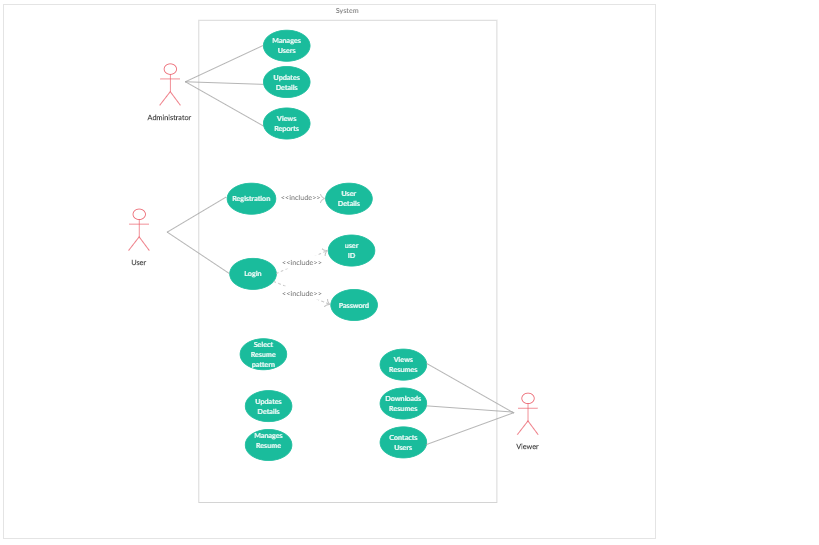 System
Manages
Users
Updates
Details
Views
Reports
Administrator
Registration
<<include>>
User
Details
User
Login
<<include>>
user
ID
<<include>>
Password
Select
Resume
pattern
Updates
Details
Manages
Resume
Views
Resumes
Downloads
Resumes
Contacts
Users
Viewer